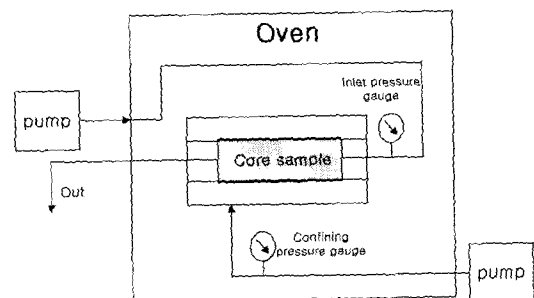 Oven
Inlet pressure
gauge
pump
Core sample
Out
Confining
pressure gauge
pump